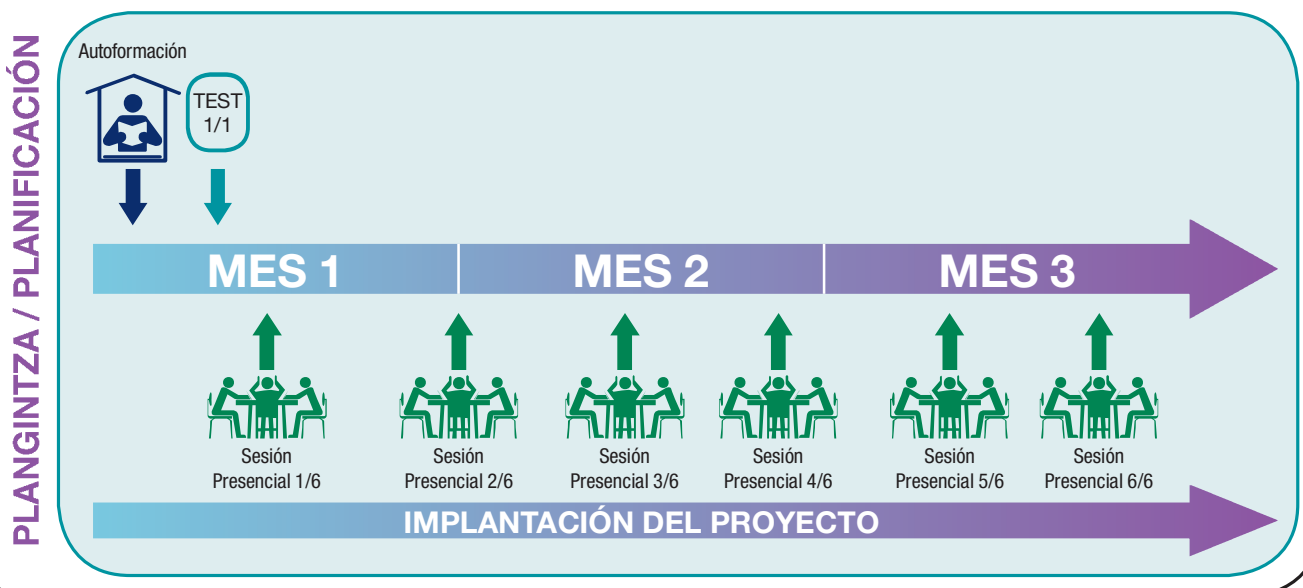 PLANGINTZA / PLANIFICACIÓN
Autoformación
TEST
1/1
MES 1
MES 2
MES 3
Sesión
Presencial 1/6
Sesión
Presencial 2/6
Sesión
Presencial 3/6
Sesión
Presencial 4/6
Sesión
Presencial 5/6
Sesión
Presencial 6/6
IMPLANTACIÓN DEL PROYECTO